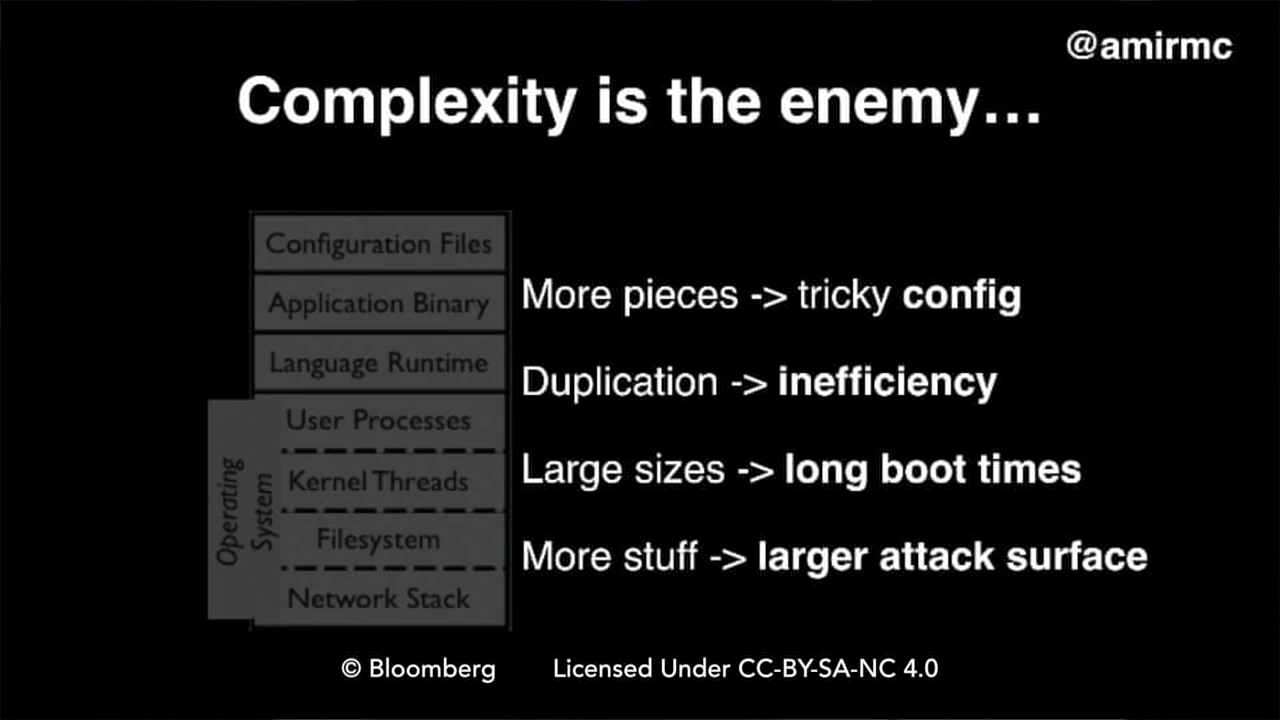 @amirmc
Complexity is the enemy…
Configuration Files
Application Binary
Language Runtime
User Processes
Kernel Threads
Filesystem
Network Stack
Operating
System
More pieces -> tricky config
Duplication -> inefficiency
Large sizes -> long boot times
More stuff -> larger attack surface
© Bloomberg
Licensed Under CC-BY-SA-NC 4.0